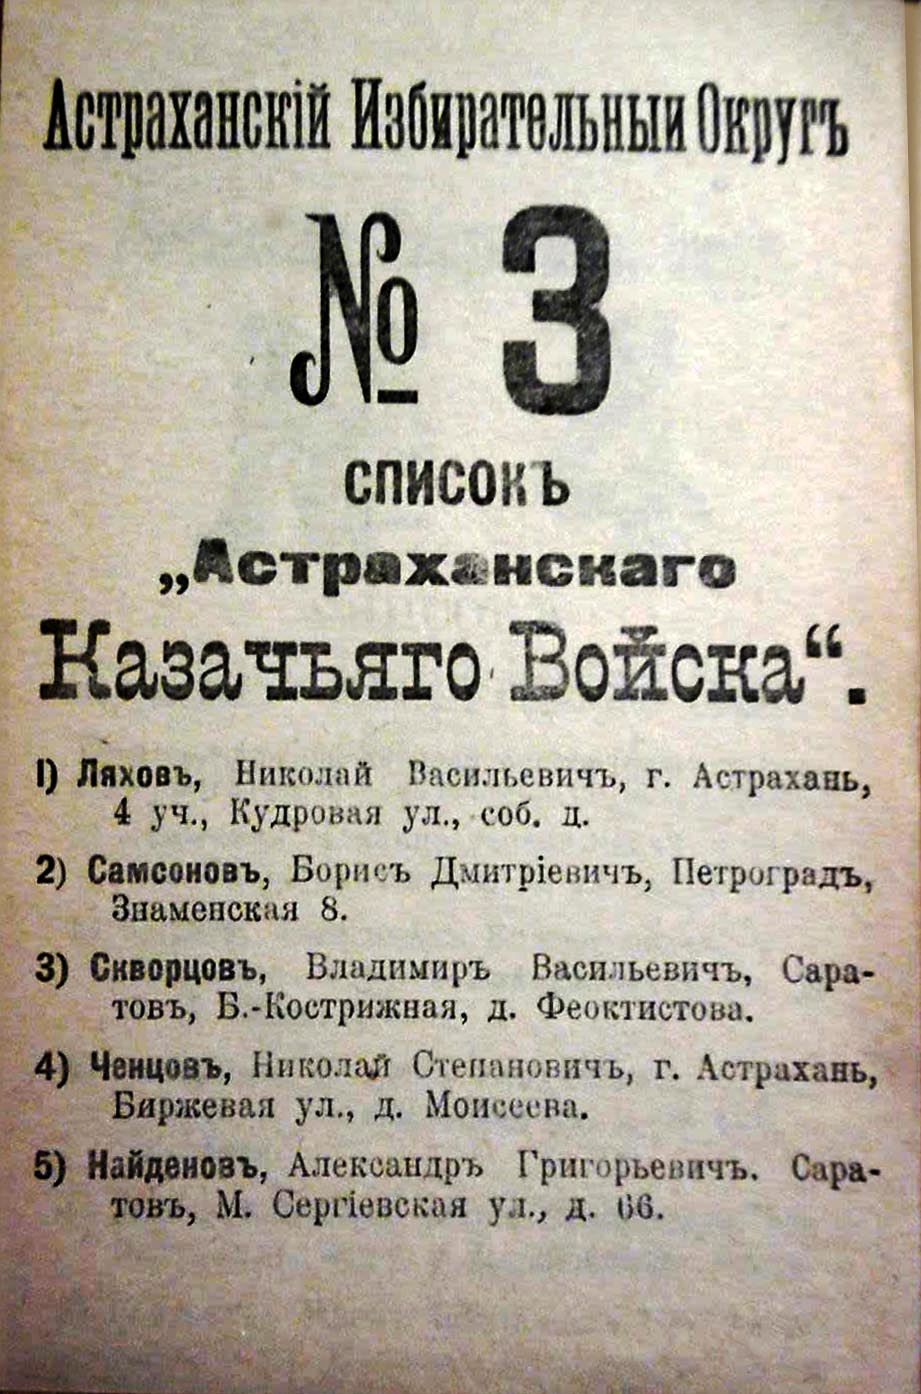 Астраханскій Избирательный Округъ
№ 3
списокъ
„Астраханскаго
Казачьяго Войска“.
1) Ляховъ, Николай Васильевичъ, г. Астрахань,
4 уч., Кудровая ул., соб. д.
2) Самсоновъ, Борисъ Дмитріевичъ, Петроградъ,
Знаменская 8.
3) Скворцовъ, Владимиръ Васильевичъ, Сара-
товъ, Б.-Кострижная, д. Феоктистова.
4) Ченцовъ, Николай Степановичъ, г. Астрахань,
Биржевая ул., д. Моисеева.
5) Найденовъ, Александръ Григорьевичъ. Сара-
товъ, М. Сергіевская ул., д. 66.